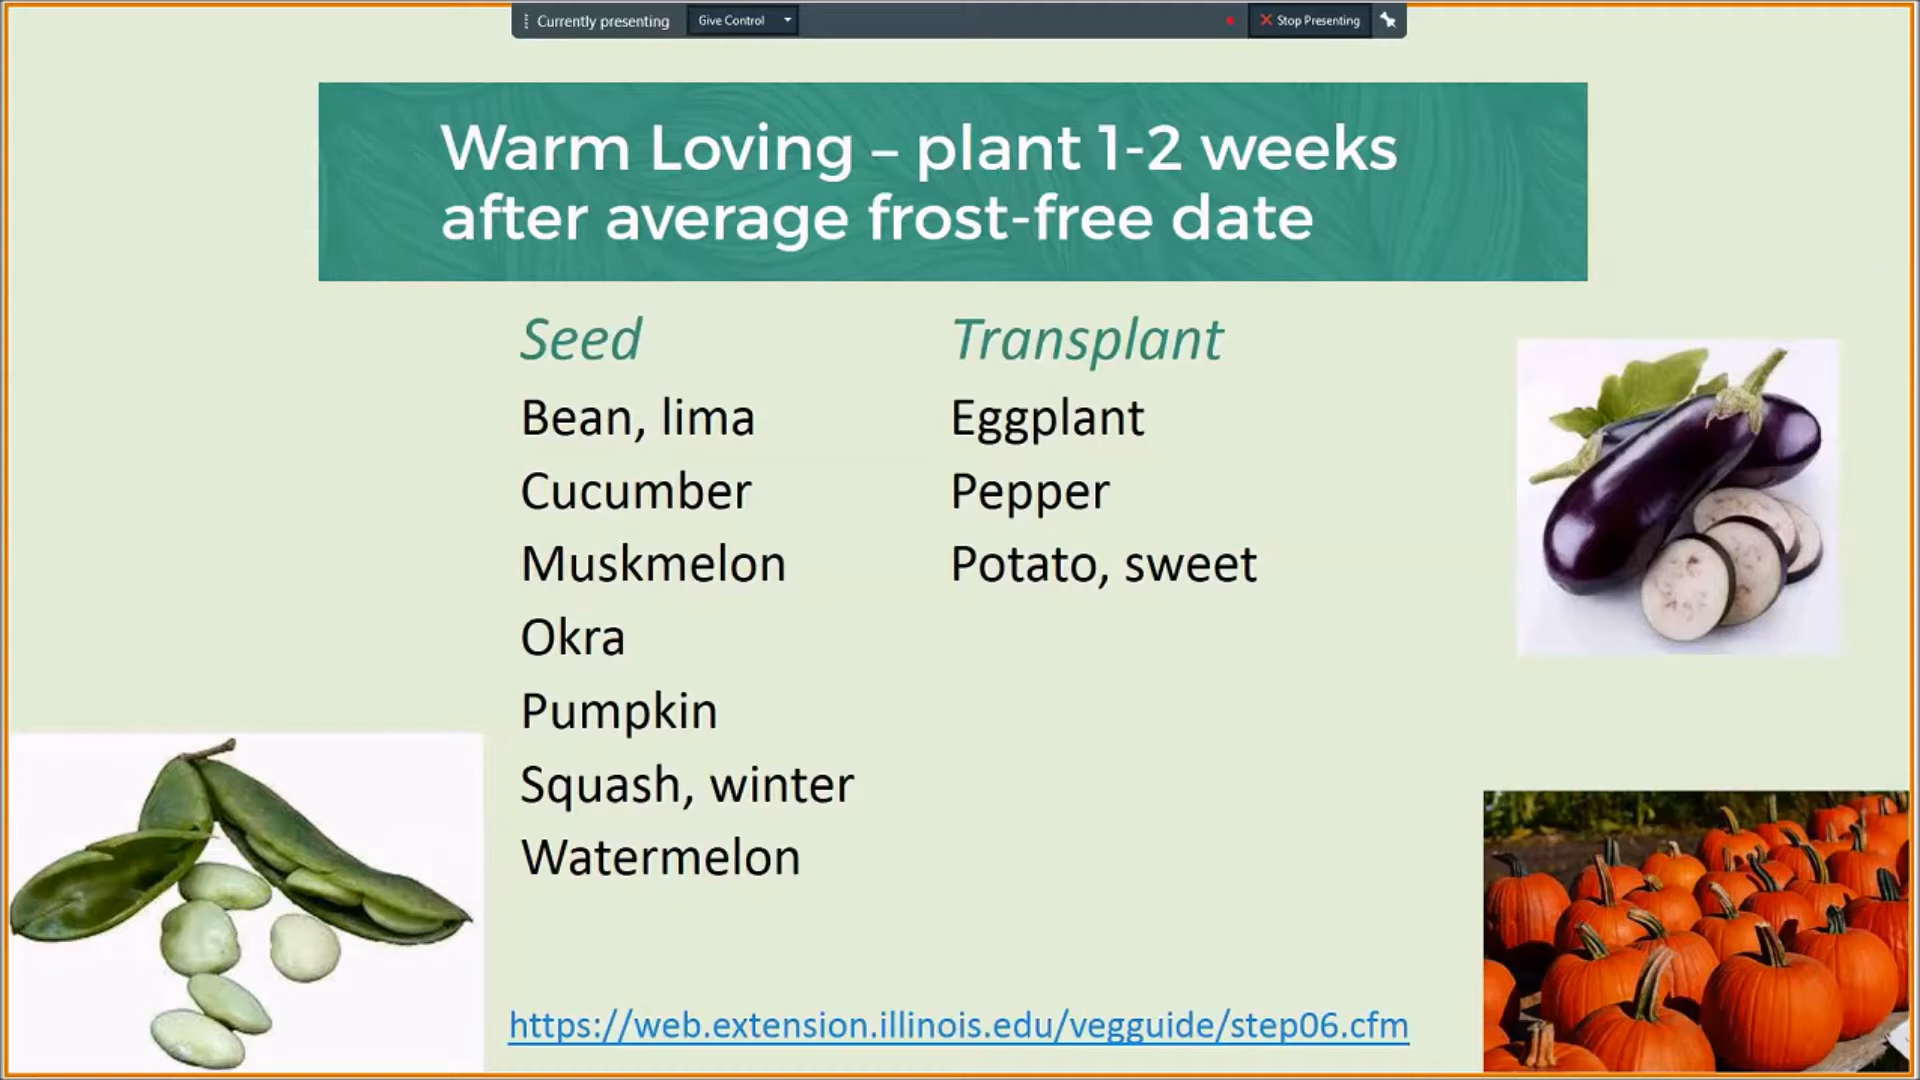 Currently presenting
Give Control
Stop Presenting
Warm Loving – plant 1-2 weeks
after average frost-free date
Seed
Bean, lima
Cucumber
Muskmelon
Okra
Pumpkin
Squash, winter
Watermelon
Transplant
Eggplant
Pepper
Potato, sweet
https://web.extension.illinois.edu/vegguide/step06.cfm